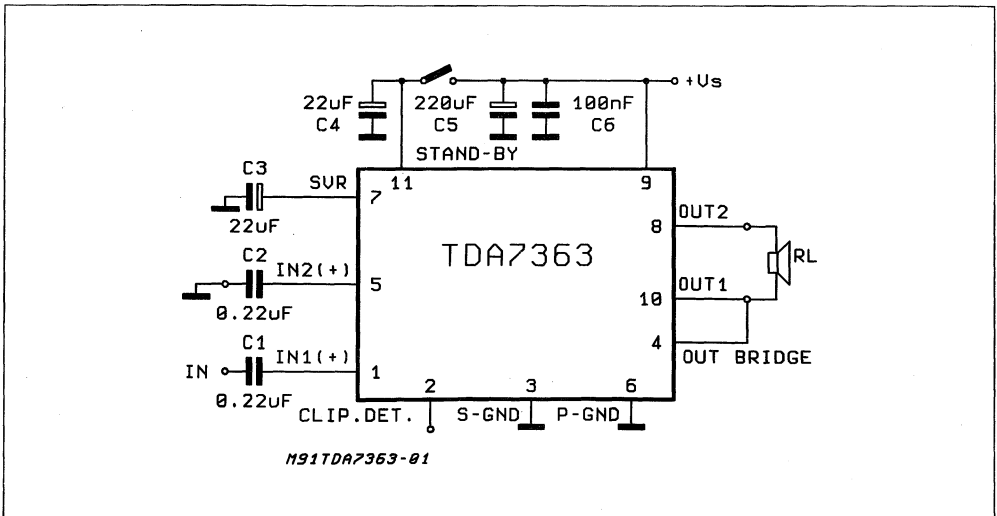 +Vs
22uF
220uF
100nF
C4
C5
C6
STAND-BY
C3
SVR
11
9
7
22uF
OUT2
8
TDA7363
RL
C2
IN2(+)
5
OUT1
10
0.22uF
C1
4
OUT BRIDGE
IN
IN1(+)
1
0.22uF
2
3
6
CLIP.DET.
S-GND
P-GND
M91TDA7363-01